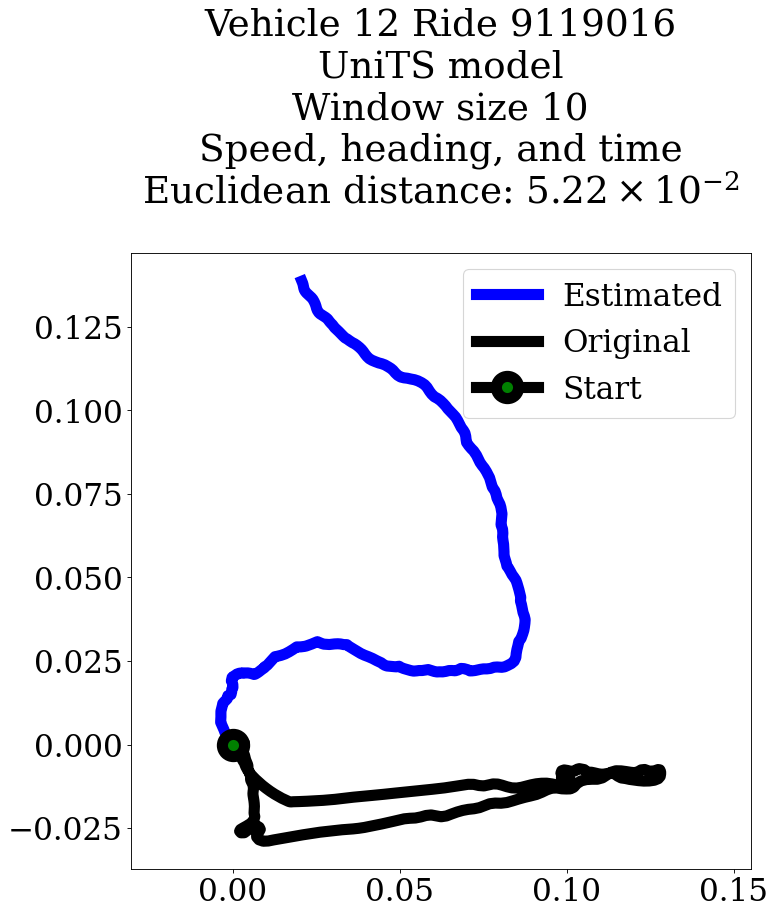 Vehicle 12 Ride 9119016
UniTS model
Window size 10
Speed, heading, and time
Euclidean distance: $5.22 \times 10^{-2}$
Estimated
Original
Start
0.125
0.100
0.075
0.050
0.025
0.000
−0.025
0.00 0.05 0.10 0.15